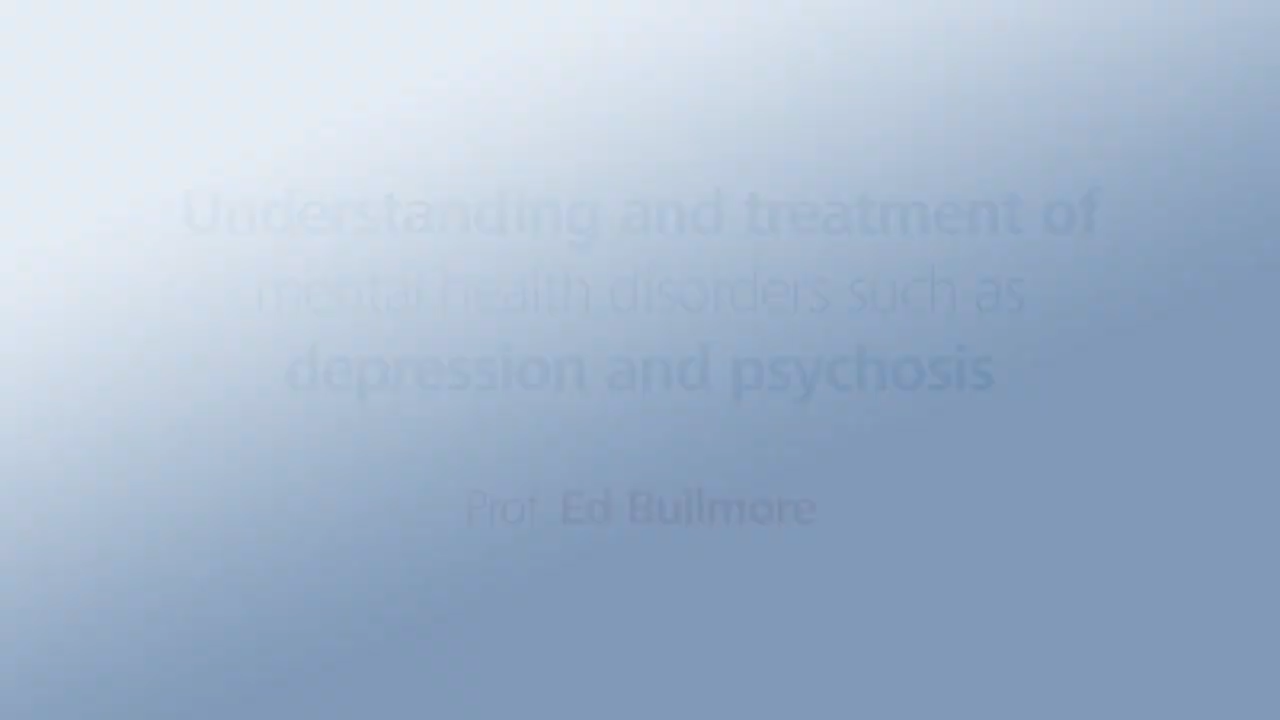 Understanding and treatment of
mental health disorders such as
depression and psychosis
Prof Ed Bullmore